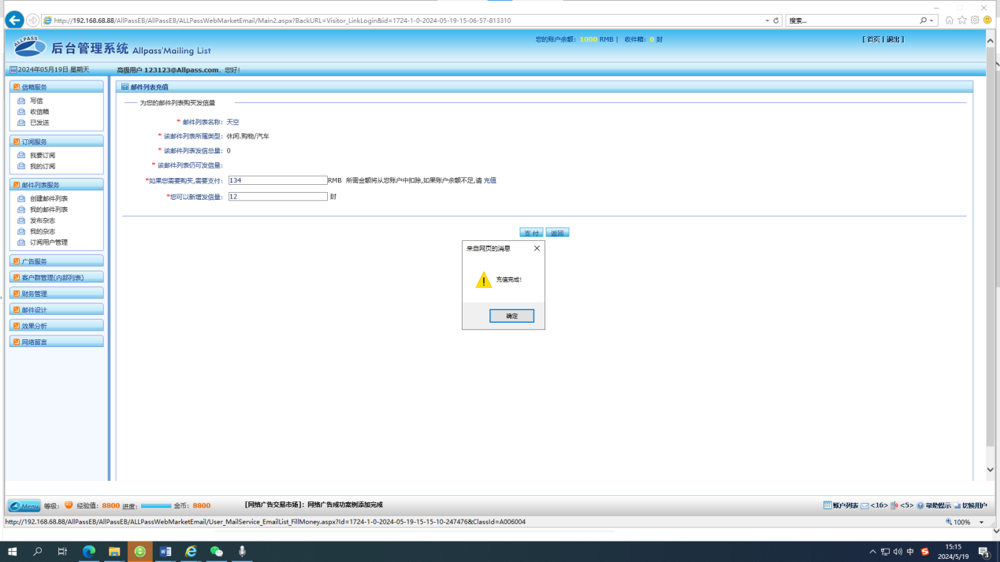 http://192.168.68.88/AllPassEB/AllPassEB/ALLPassWebMarketEmail/Main2.aspx?BackURL=Visitor_LinkLogin&id=1724-1-0-2024-05-19-15-06-57-813310
搜索...
ALLPASS 后台管理系统 Allpass'Mailing List
您的账户余额: 1000 RMB | 收件箱: 0 封
[ 首页 | 退出 ]
2024年05月19日 星期天
高级用户 123123@Allpass.com, 您好!
信箱服务
写信
收信箱
已发送
订阅服务
我要订阅
我的订阅
邮件列表服务
创建邮件列表
我的邮件列表
发布杂志
我的杂志
订阅用户管理
广告服务
客户群管理(内部列表)
财务管理
邮件设计
效果分析
网络留言
邮件列表充值
为您的邮件列表购买发信量
* 邮件列表名称: 天空
* 该邮件列表所属类型: 休闲.购物/汽车
* 该邮件列表发信总量: 0
* 该邮件列表仍可发信量:
*如果您需要购买,需要支付: 134 RMB 所需金额将从您账户中扣除,如果账户余额不足,请 充值
*您可以新增发信量: 12 封
支 付 返回
来自网页的消息
充值完成!
确定
Menu 等级: 经验值: 8800 进度: 金币: 8800
[网络广告交易市场]: 网络广告成功案例添加完成
账户列表 <16> <5> 帮助提示 切换用户
http://192.168.68.88/AllPassEB/AllPassEB/ALLPassWebMarketEmail/User_MailService_EmailList_FillMoney.aspx?Id=1724-1-0-2024-05-19-15-15-10-247476&ClassId=A006004
100%
中
15:15
2024/5/19
3